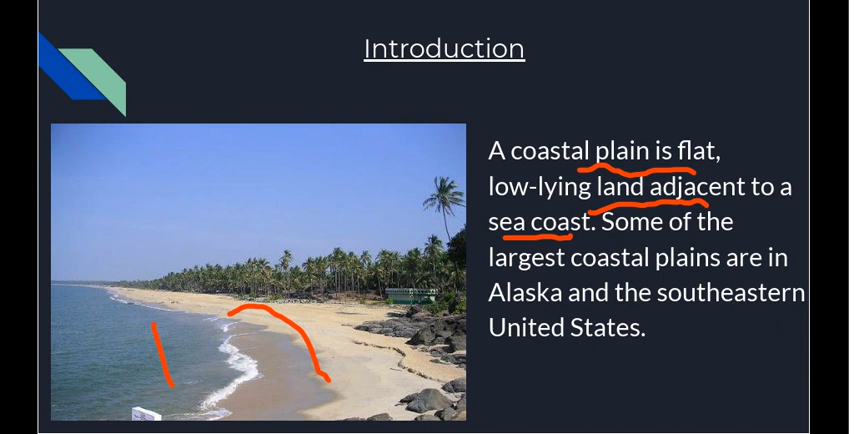 Introduction
A coastal plain is flat,
low-lying land adjacent to a
sea coast. Some of the
largest coastal plains are in
Alaska and the southeastern
United States.